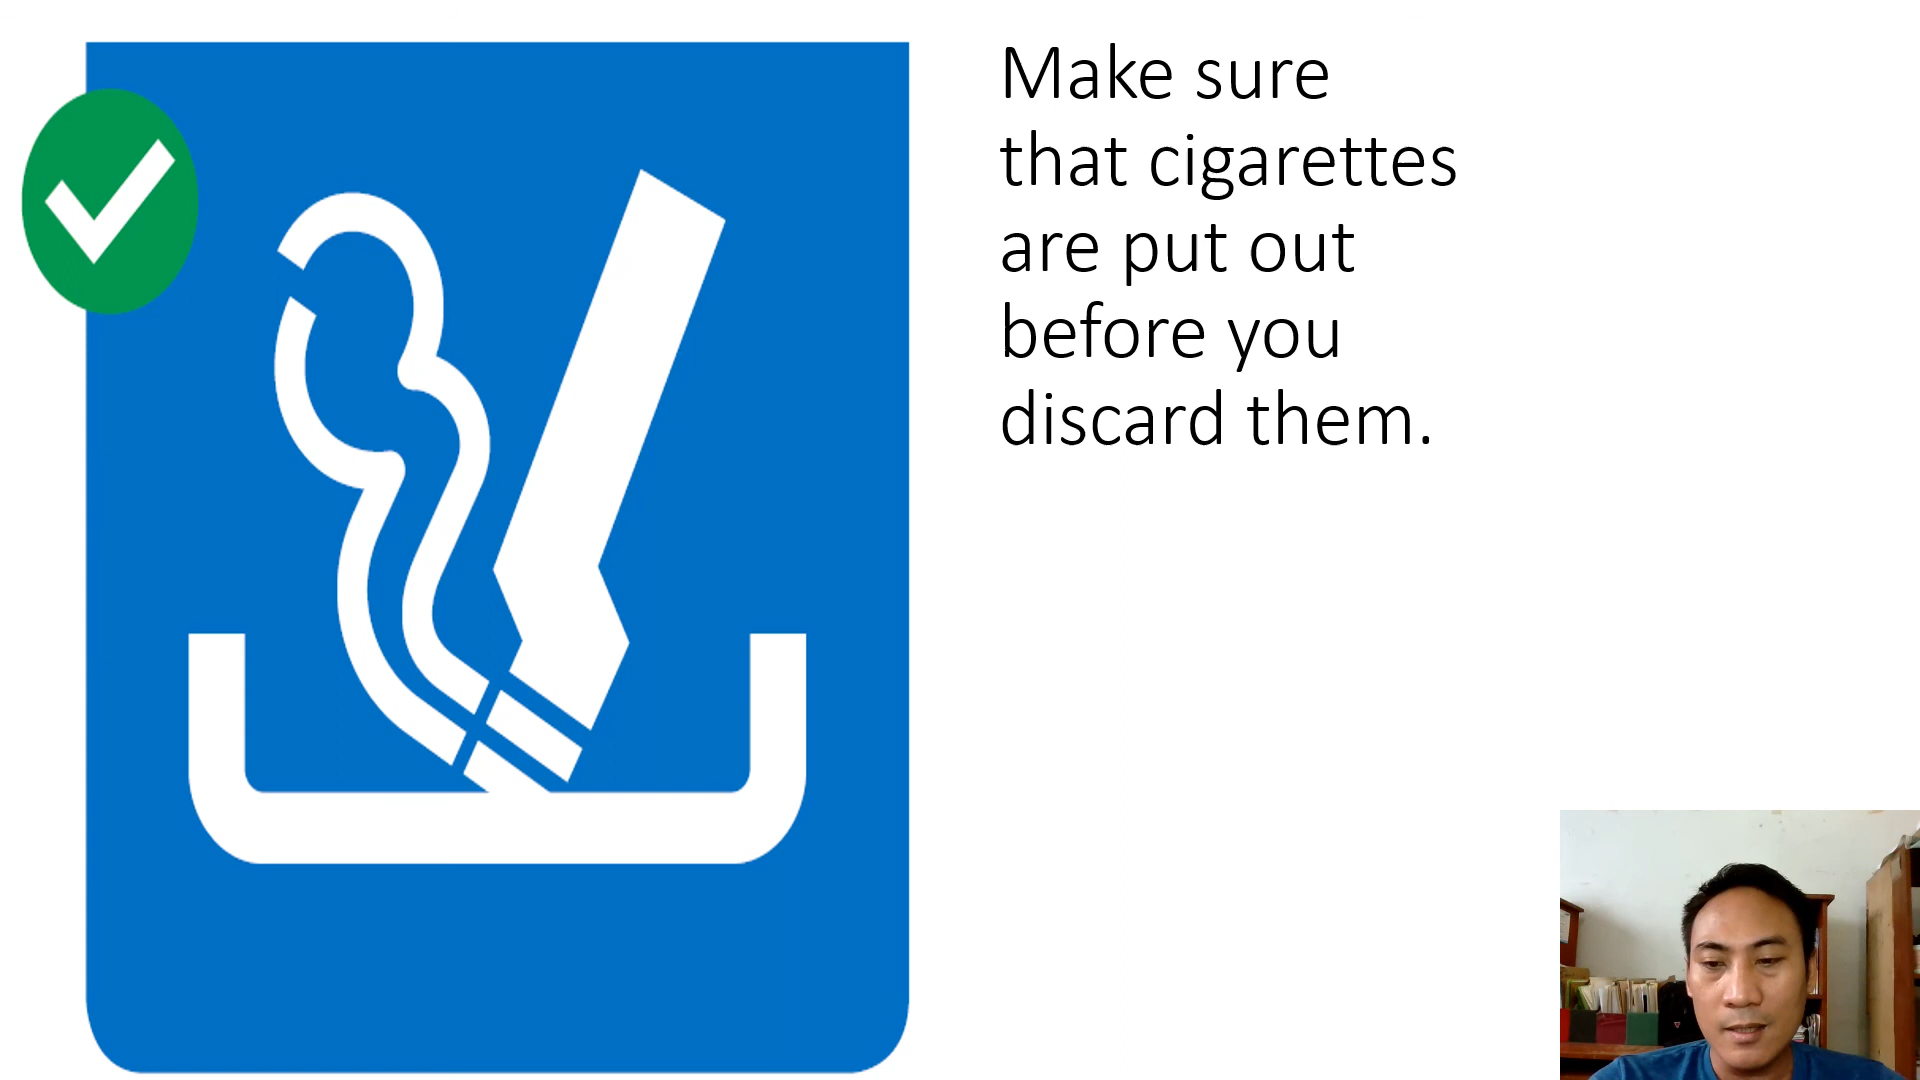 Make sure
that cigarettes
are put out
before you
discard them.